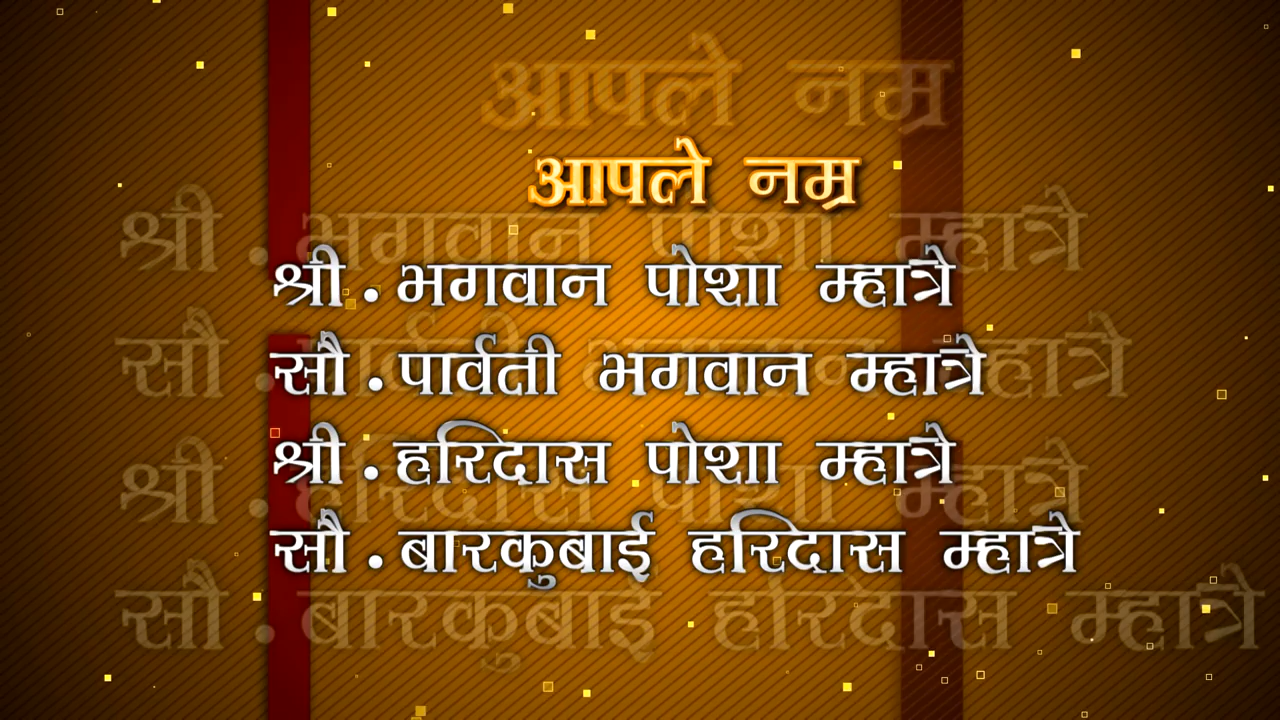 आपले नम्र
श्री. भगवान पोशा म्हात्रे
सौ. पार्वती भगवान म्हात्रे
श्री. हरिदास पोशा म्हात्रे
सौ. बारकुबाई हरिदास म्हात्रे